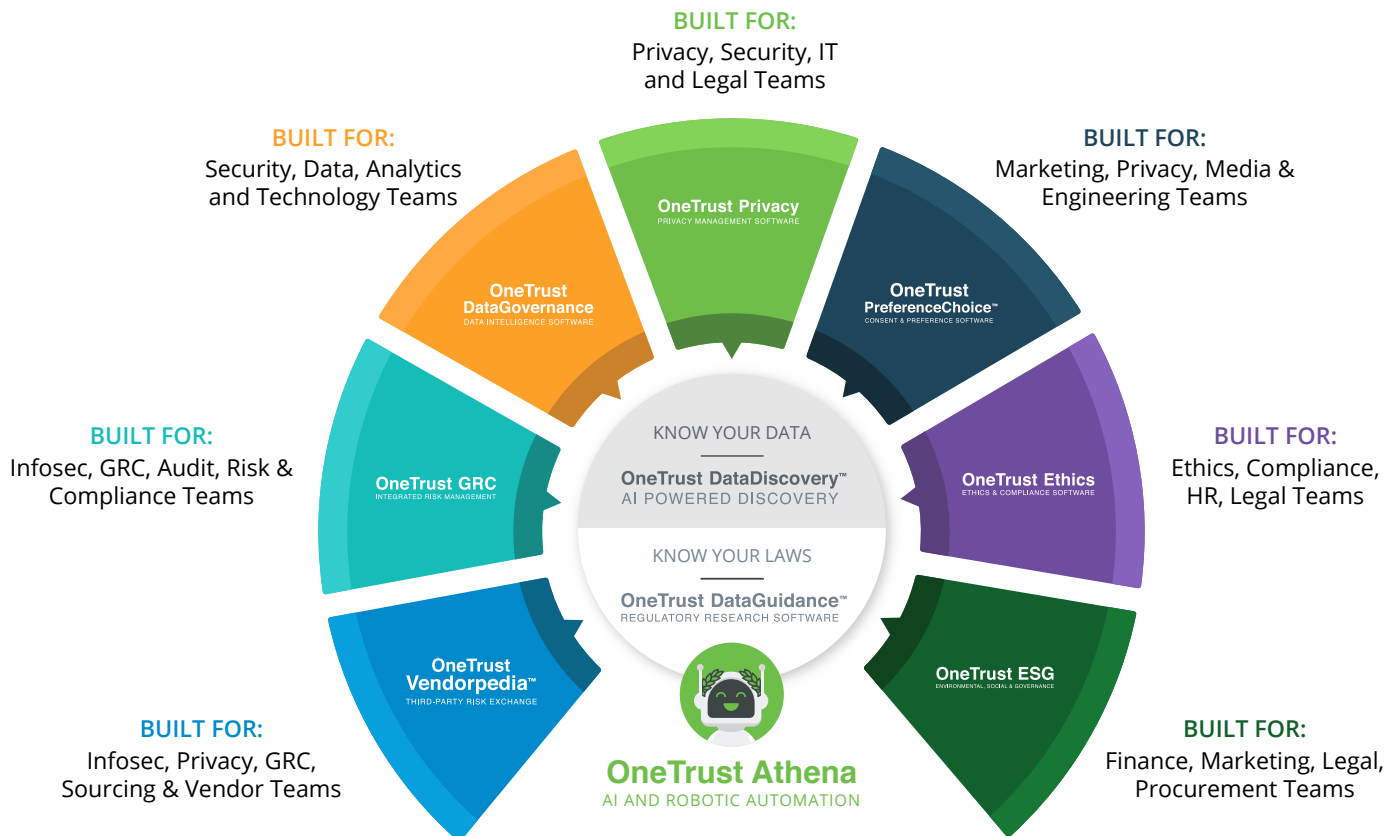 BUILT FOR:
Privacy, Security, IT
and Legal Teams
BUILT FOR:
Security, Data, Analytics
and Technology Teams
BUILT FOR:
Marketing, Privacy, Media &
Engineering Teams
OneTrust Privacy
PRIVACY MANAGEMENT SOFTWARE
OneTrust
DataGovernance
DATA INTELLIGENCE SOFTWARE
OneTrust
PreferenceChoice™
CONSENT & PREFERENCE SOFTWARE
BUILT FOR:
Infosec, GRC, Audit, Risk &
Compliance Teams
OneTrust GRC
INTEGRATED RISK MANAGEMENT
KNOW YOUR DATA
OneTrust DataDiscovery™
AI POWERED DISCOVERY
KNOW YOUR LAWS
OneTrust DataGuidance™
REGULATORY RESEARCH SOFTWARE
OneTrust Ethics
ETHICS & COMPLIANCE SOFTWARE
BUILT FOR:
Ethics, Compliance,
HR, Legal Teams
OneTrust
Vendorpedia™
THIRD-PARTY RISK EXCHANGE
OneTrust ESG
ENVIRONMENTAL, SOCIAL & GOVERNANCE
BUILT FOR:
Infosec, Privacy, GRC,
Sourcing & Vendor Teams
OneTrust Athena
AI AND ROBOTIC AUTOMATION
BUILT FOR:
Finance, Marketing, Legal,
Procurement Teams